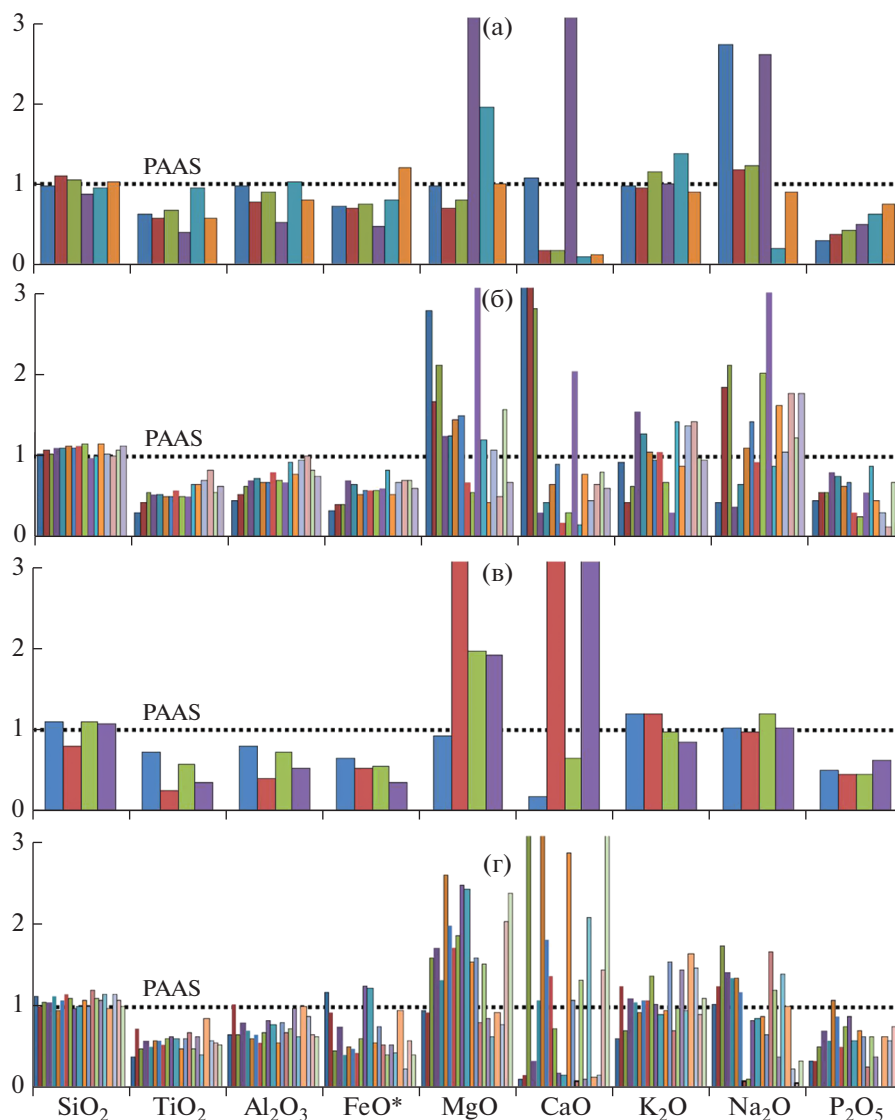 3
(а)
2
PAAS
1
0
3
(б)
2
PAAS
1
0
3
(в)
2
PAAS
1
0
3
(г)
2
PAAS
1
0
SiO₂ TiO₂ Al₂O₃ FeO* MgO CaO K₂O Na₂O P₂O₅